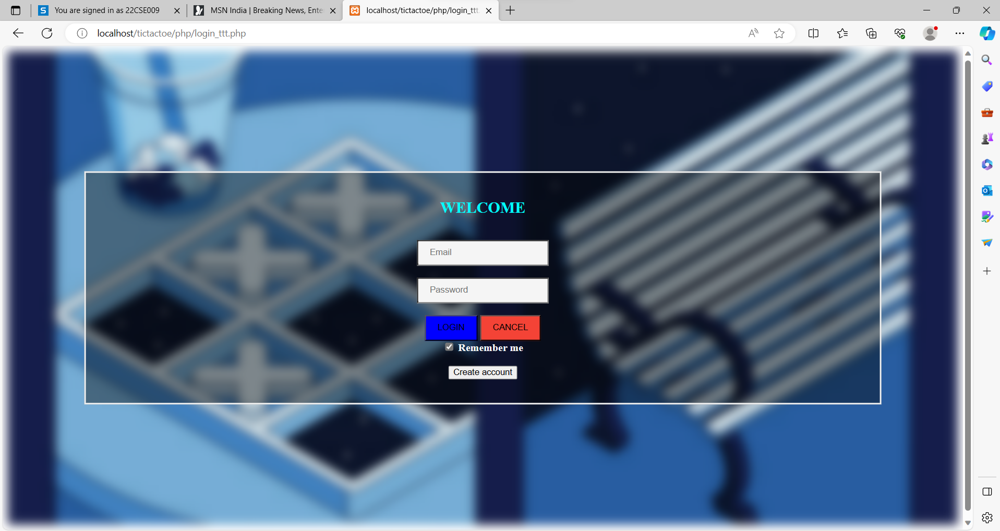 You are signed in as 22CSE009
MSN India | Breaking News, Ente
localhost/tictactoe/php/login_ttt.
localhost/tictactoe/php/login_ttt.php
WELCOME
Email
Password
LOGIN CANCEL
Remember me
Create account